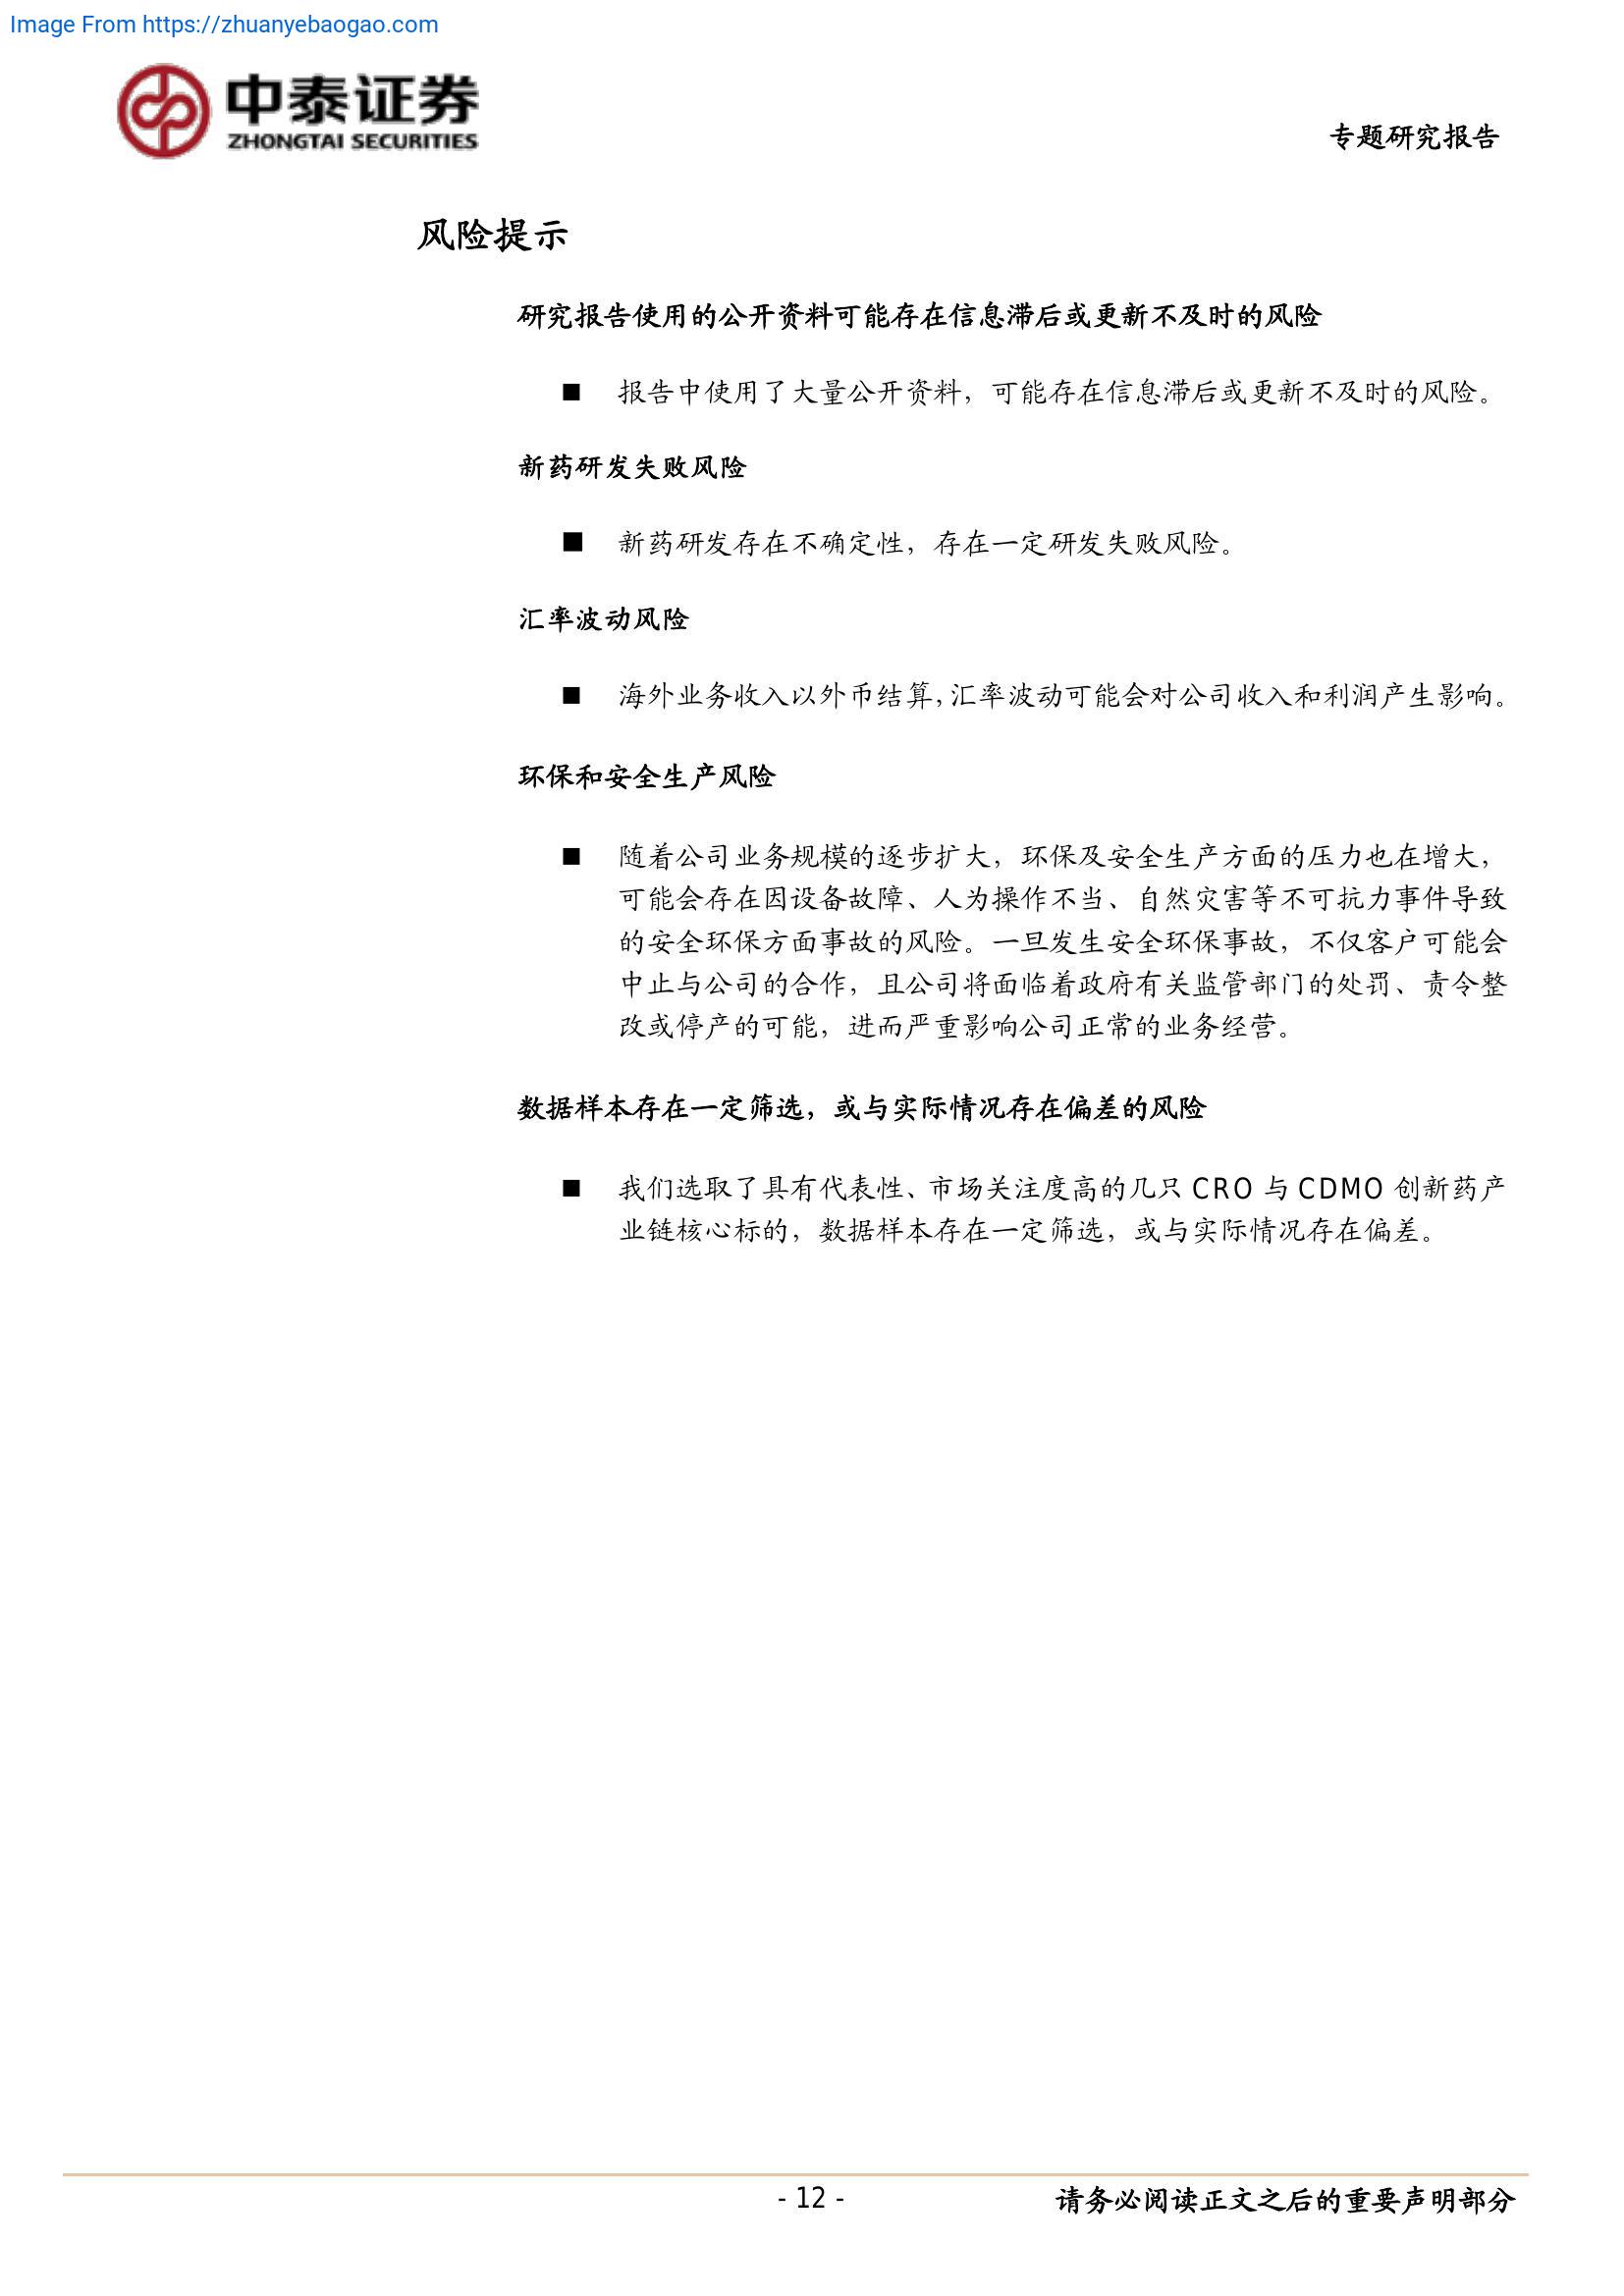 Image From https://zhuanyebaogao.com
中泰证券
ZHONGTAI SECURITIES
专题研究报告
风险提示
研究报告使用的公开资料可能存在信息滞后或更新不及时的风险
■ 报告中使用了大量公开资料，可能存在信息滞后或更新不及时的风险。
新药研发失败风险
■ 新药研发存在不确定性，存在一定研发失败风险。
汇率波动风险
■ 海外业务收入以外币结算,汇率波动可能会对公司收入和利润产生影响。
环保和安全生产风险
■ 随着公司业务规模的逐步扩大，环保及安全生产方面的压力也在增大，
可能会存在因设备故障、人为操作不当、自然灾害等不可抗力事件导致
的安全环保方面事故的风险。一旦发生安全环保事故，不仅客户可能会
中止与公司的合作，且公司将面临着政府有关监管部门的处罚、责令整
改或停产的可能，进而严重影响公司正常的业务经营。
数据样本存在一定筛选，或与实际情况存在偏差的风险
■ 我们选取了具有代表性、市场关注度高的几只 CRO 与 CDMO 创新药产
业链核心标的，数据样本存在一定筛选，或与实际情况存在偏差。
- 12 -
请务必阅读正文之后的重要声明部分